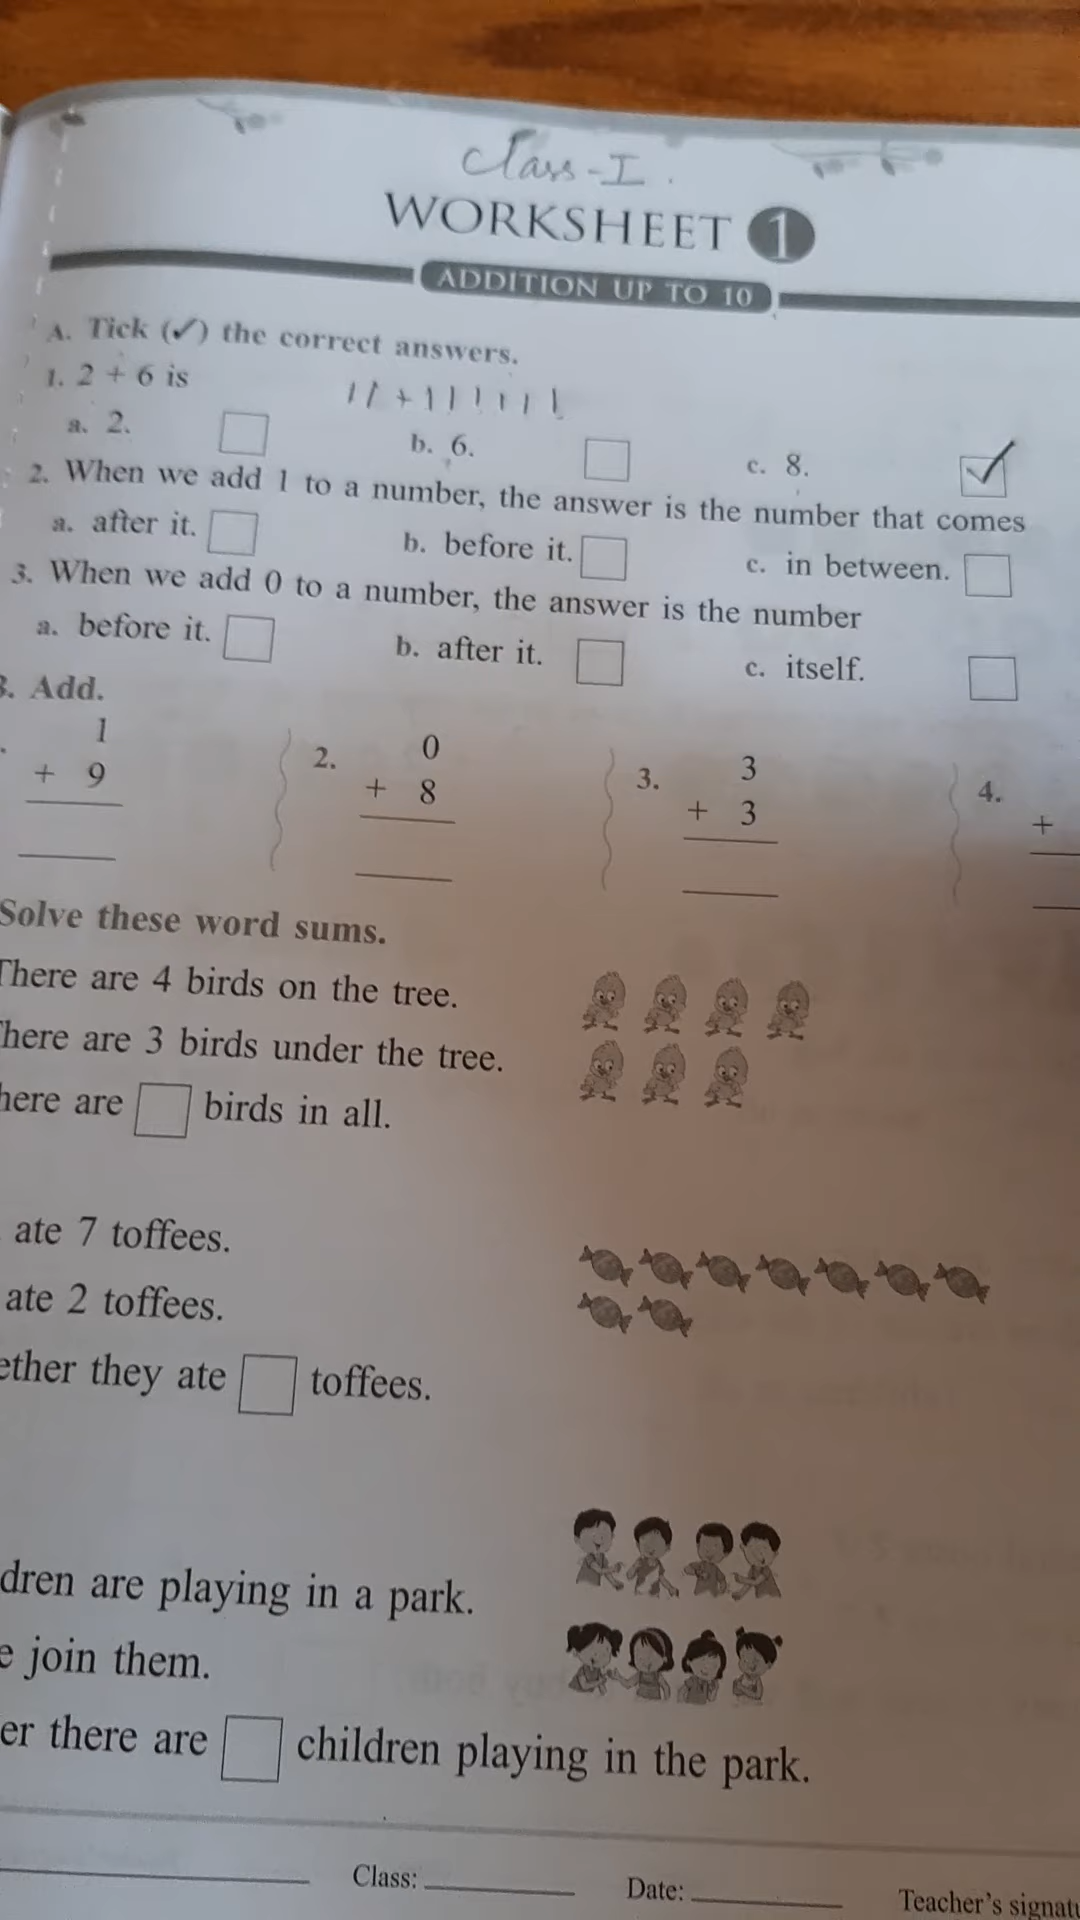 Class-I.
WORKSHEET 1
ADDITION UP TO 10
A. Tick (✓) the correct answers.
1. 2 + 6 is
11+111111
a. 2. b. 6. c. 8. ✓
2. When we add 1 to a number, the answer is the number that comes
a. after it. b. before it. c. in between.
3. When we add 0 to a number, the answer is the number
a. before it. b. after it. c. itself.
Add.
1 2. 0 3. 3 4.
+ 9 + 8 + 3 +
Solve these word sums.
There are 4 birds on the tree.
There are 3 birds under the tree.
are birds in all.
ate 7 toffees.
ate 2 toffees.
they ate toffees.
are playing in a park.
join them.
there are children playing in the park.
Class: Date: Teacher's